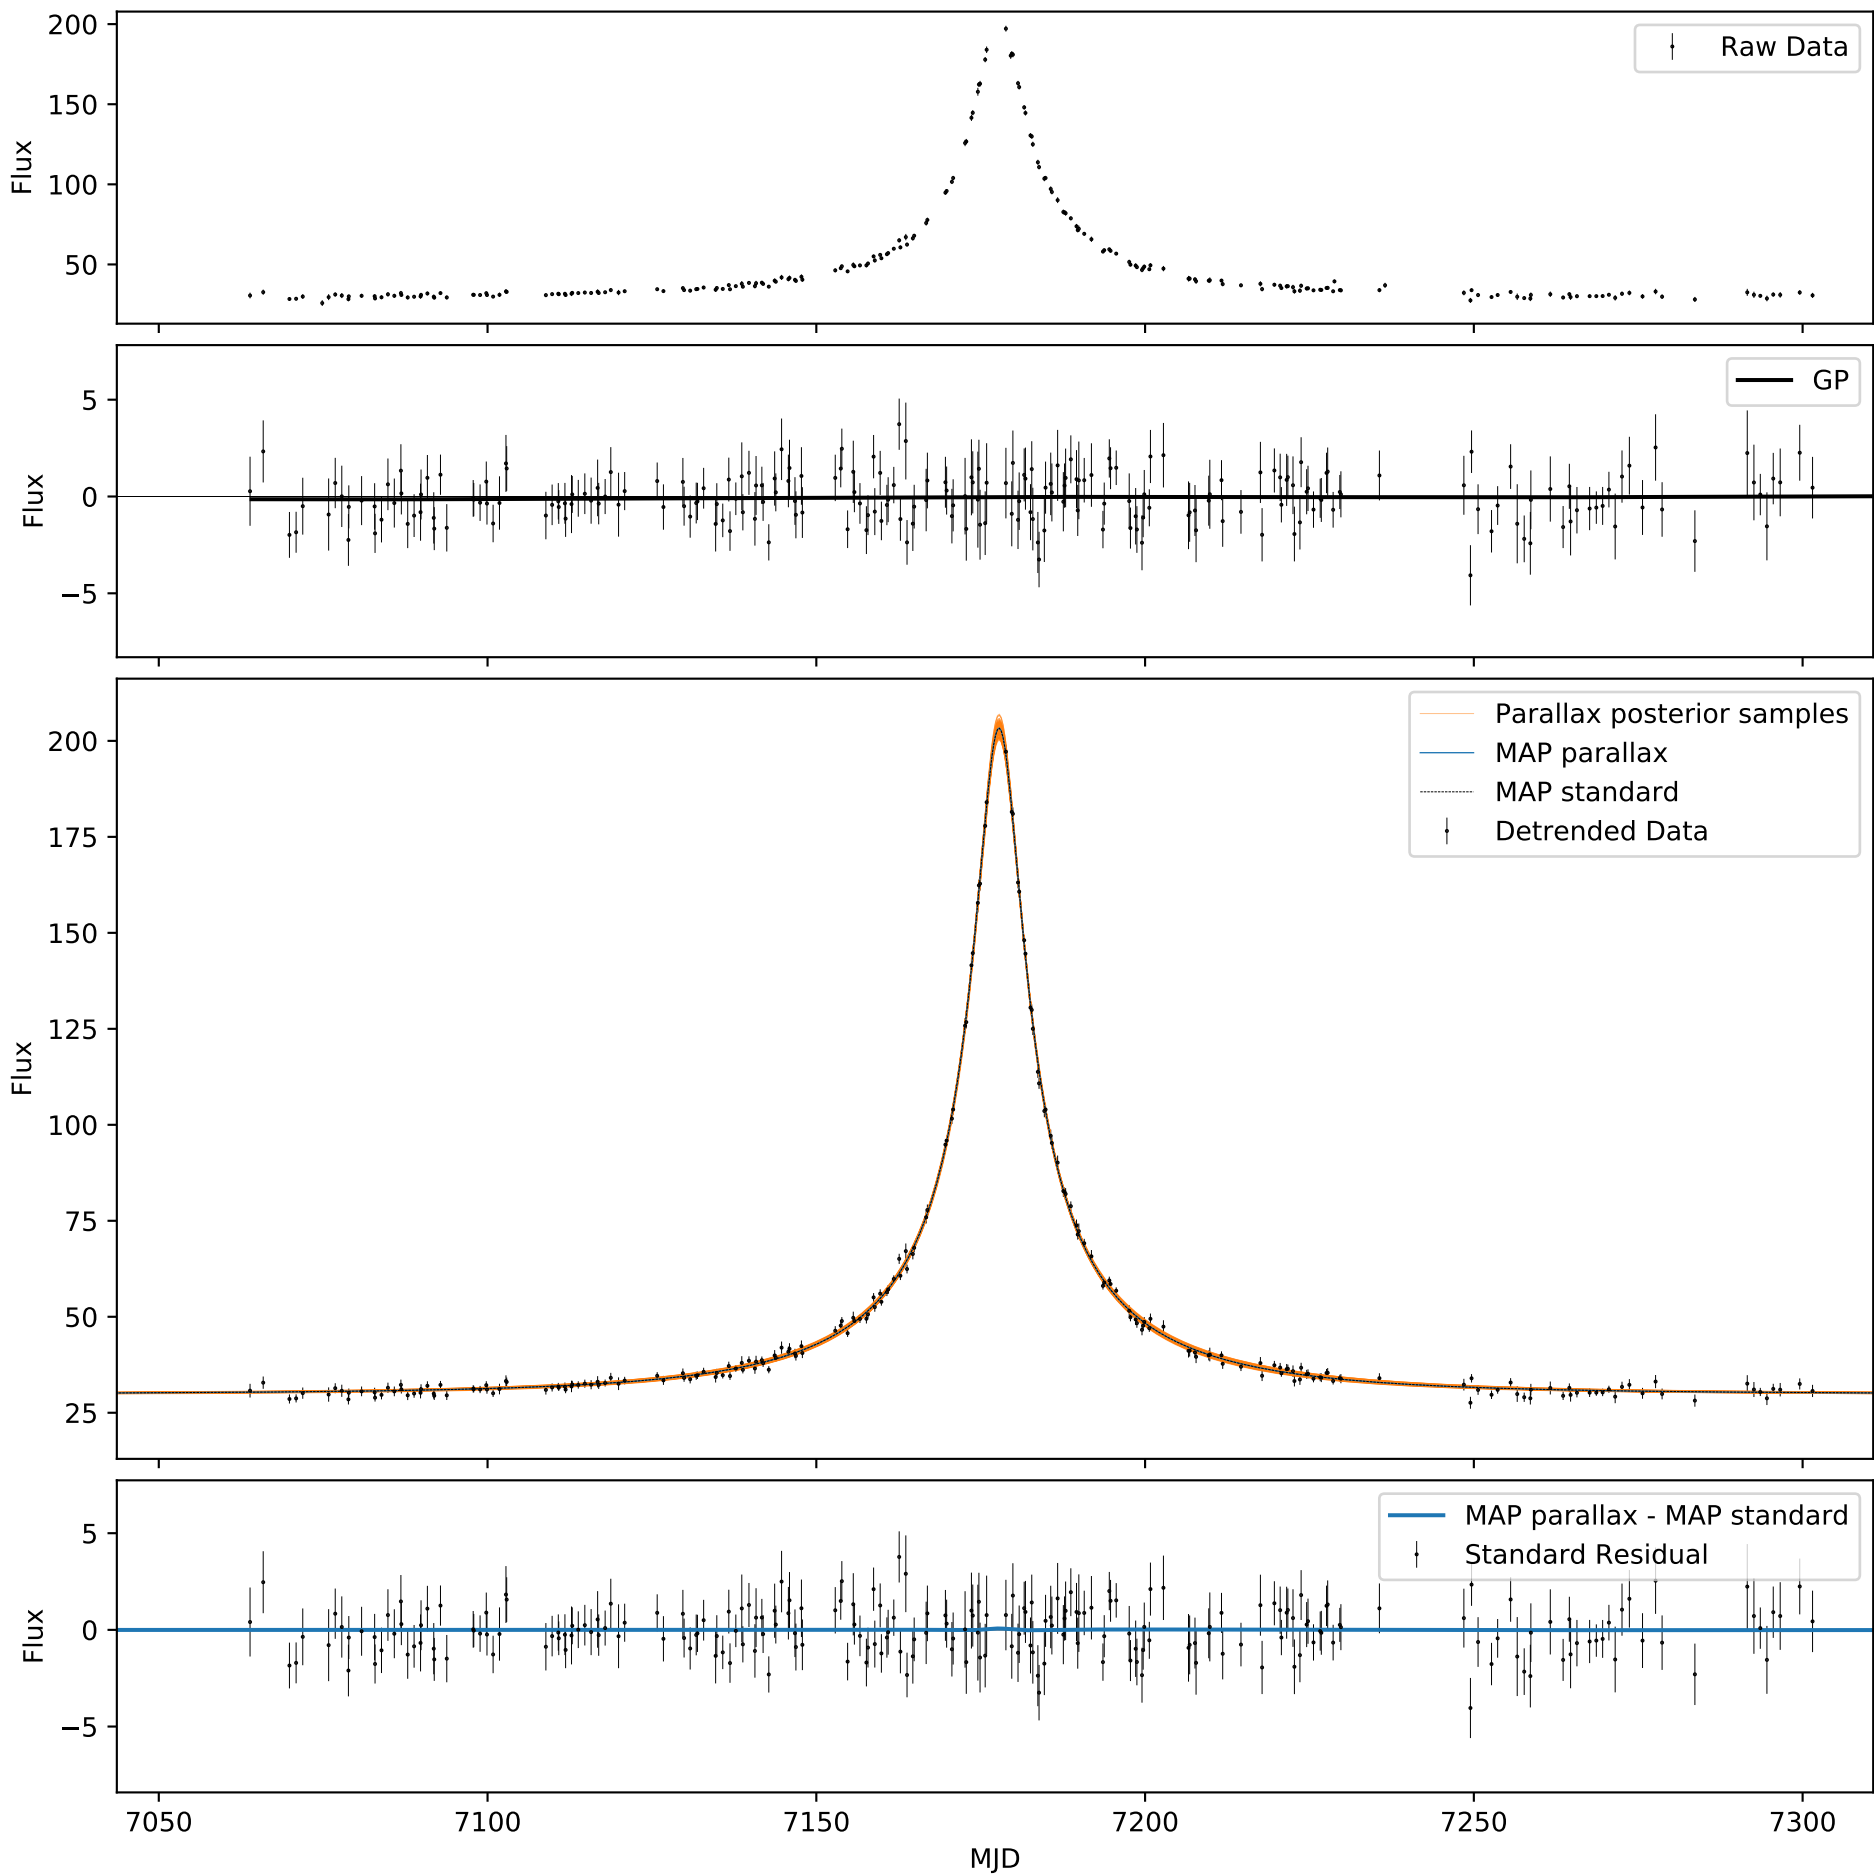 200
150
100
50
Flux
Raw Data
5
0
−5
Flux
GP
200
175
150
125
100
75
50
25
Flux
Parallax posterior samples
MAP parallax
MAP standard
Detrended Data
5
0
−5
Flux
MAP parallax - MAP standard
Standard Residual
7050 7100 7150 7200 7250 7300
MJD